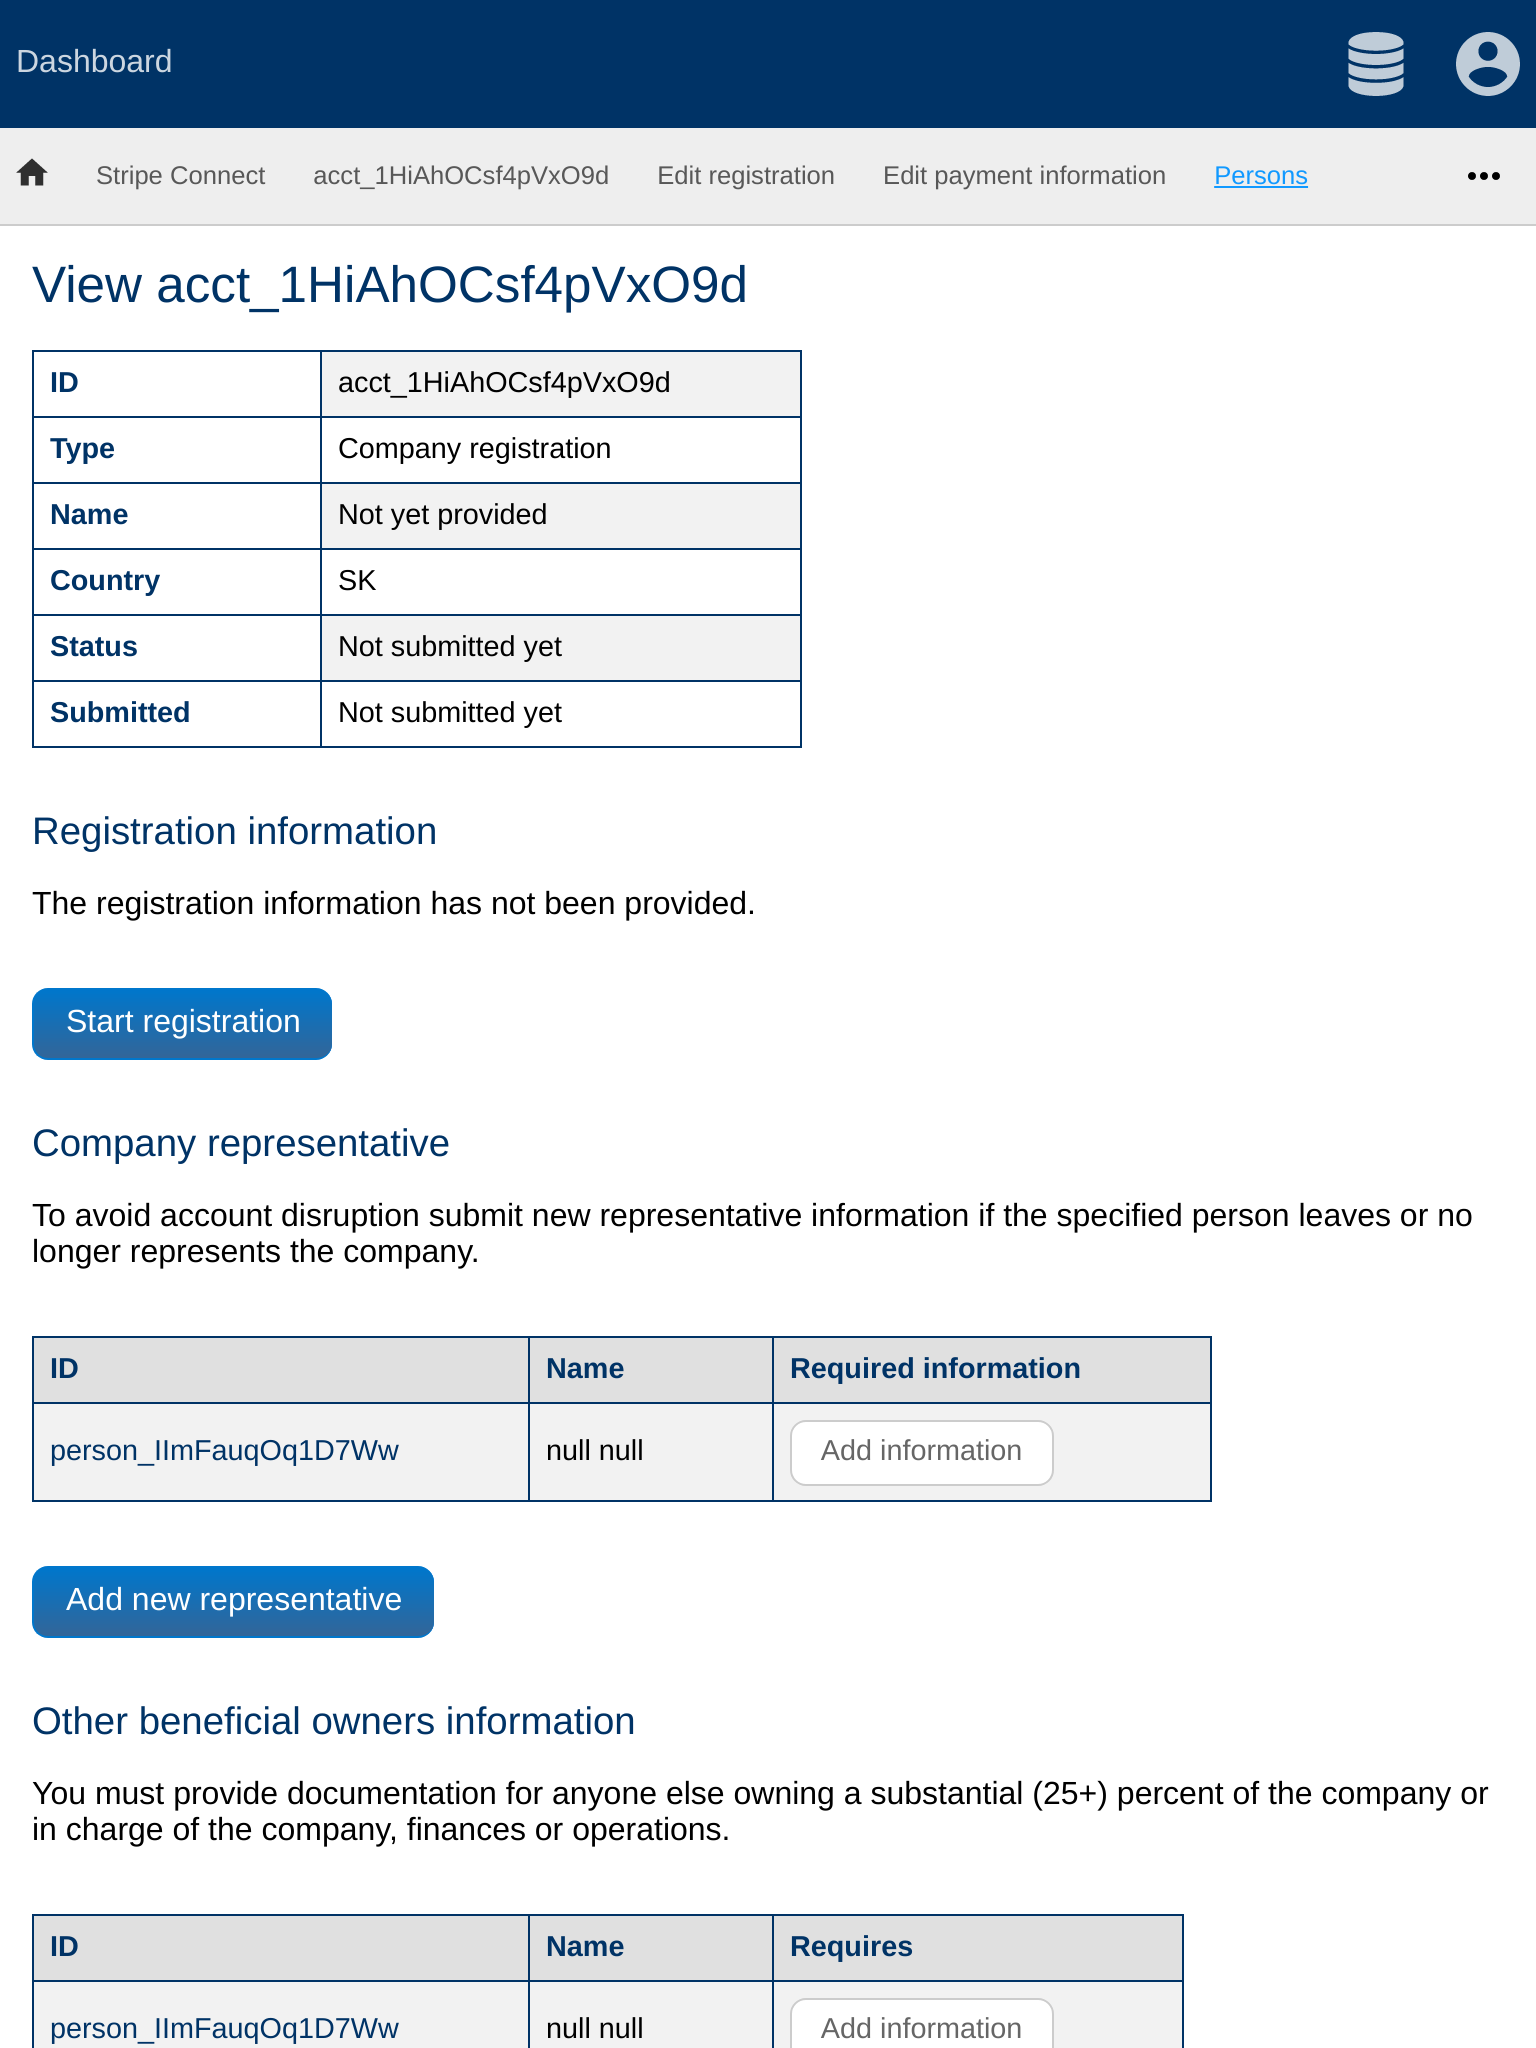 Dashboard
Stripe Connect acct_1HiAhOCsf4pVxO9d Edit registration Edit payment information Persons
View acct_1HiAhOCsf4pVxO9d
ID acct_1HiAhOCsf4pVxO9d
Type Company registration
Name Not yet provided
Country SK
Status Not submitted yet
Submitted Not submitted yet
Registration information
The registration information has not been provided.
Start registration
Company representative
To avoid account disruption submit new representative information if the specified person leaves or no
longer represents the company.
ID Name Required information
person_IImFauqOq1D7Ww null null Add information
Add new representative
Other beneficial owners information
You must provide documentation for anyone else owning a substantial (25+) percent of the company or
in charge of the company, finances or operations.
ID Name Requires
person_IImFauqOq1D7Ww null null Add information